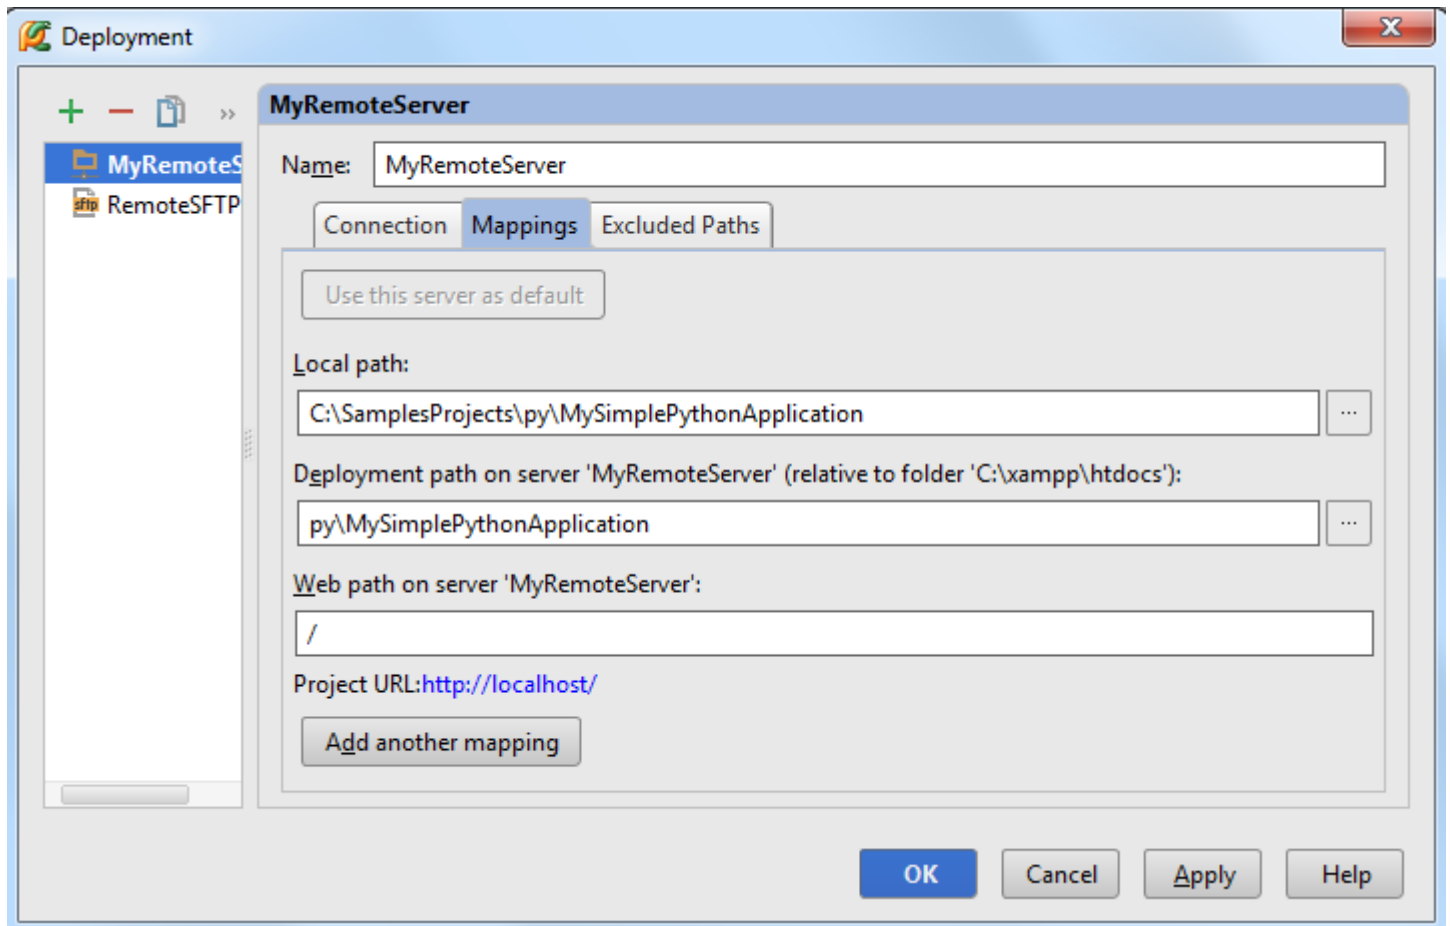 Deployment
MyRemoteServer
MyRemoteS
RemoteSFTP
Name: MyRemoteServer
Connection Mappings Excluded Paths
Use this server as default
Local path:
C:\SamplesProjects\py\MySimplePythonApplication
...
Deployment path on server 'MyRemoteServer' (relative to folder 'C:\xampp\htdocs'):
py\MySimplePythonApplication
...
Web path on server 'MyRemoteServer':
/
Project URL:http://localhost/
Add another mapping
OK Cancel Apply Help